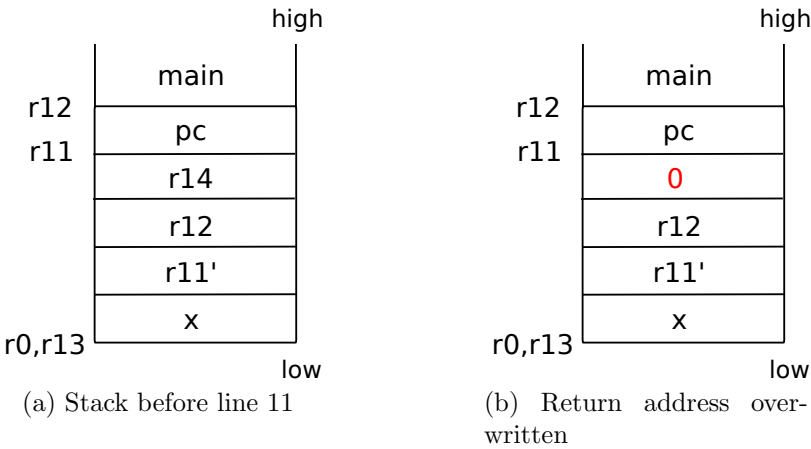 high
main
r12
pc
r11
r14
r12
r11'
x
r0,r13
low
(a) Stack before line 11
high
main
r12
pc
r11
0
r12
r11'
x
r0,r13
low
(b) Return address over-
written